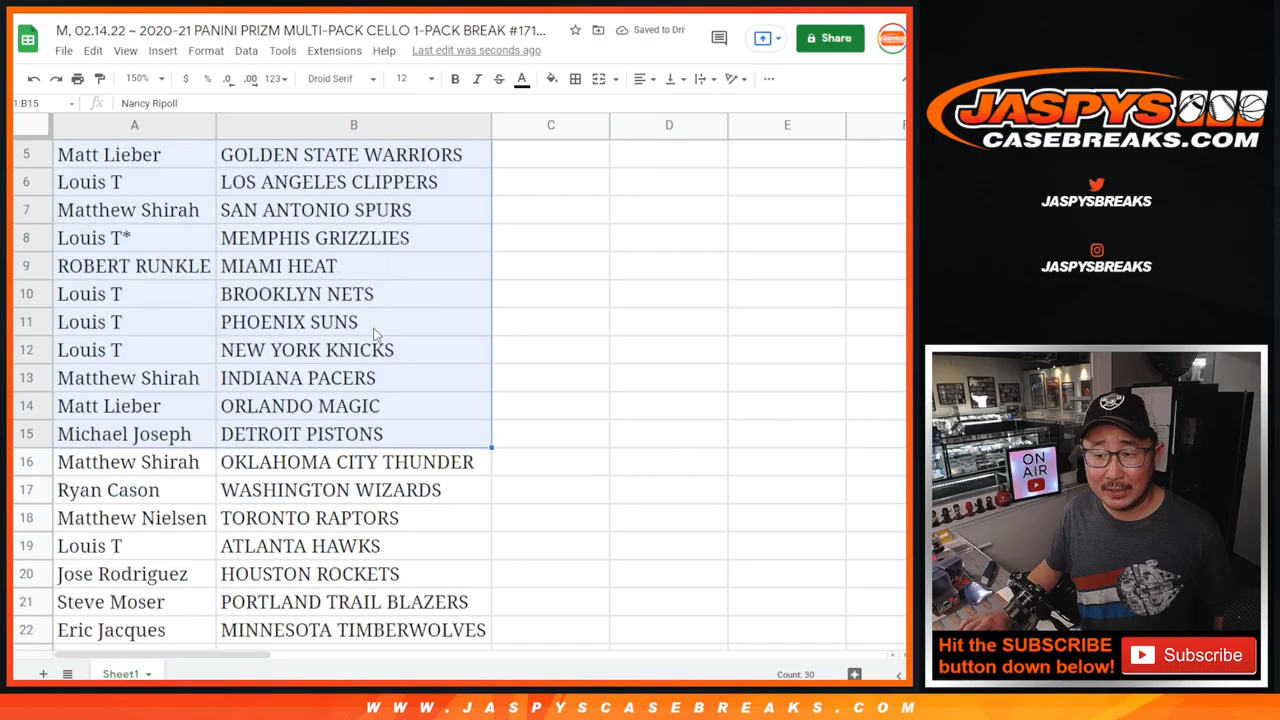 M, 02.14.22 ~ 2020-21 PANINI PRIZM MULTI-PACK CELLO 1-PACK BREAK #171...
Saved to Dri
Share
File Edit View Insert Format Data Tools Extensions Help Last edit was seconds ago
150% $ % .0 .00 123 Droid Serif 12 B I S A
1:B15 fx Nancy Ripoll
A B C D E F
5 Matt Lieber GOLDEN STATE WARRIORS
6 Louis T LOS ANGELES CLIPPERS
7 Matthew Shirah SAN ANTONIO SPURS
8 Louis T* MEMPHIS GRIZZLIES
9 ROBERT RUNKLE MIAMI HEAT
10 Louis T BROOKLYN NETS
11 Louis T PHOENIX SUNS
12 Louis T NEW YORK KNICKS
13 Matthew Shirah INDIANA PACERS
14 Matt Lieber ORLANDO MAGIC
15 Michael Joseph DETROIT PISTONS
16 Matthew Shirah OKLAHOMA CITY THUNDER
17 Ryan Cason WASHINGTON WIZARDS
18 Matthew Nielsen TORONTO RAPTORS
19 Louis T ATLANTA HAWKS
20 Jose Rodriguez HOUSTON ROCKETS
21 Steve Moser PORTLAND TRAIL BLAZERS
22 Eric Jacques MINNESOTA TIMBERWOLVES
Sheet1
Count: 30
JASPYS
CASEBREAKS.COM
JASPYSBREAKS
JASPYSBREAKS
ON
AIR
Hit the SUBSCRIBE
button down below!
Subscribe
WWW.JASPYSCASEBREAKS.COM